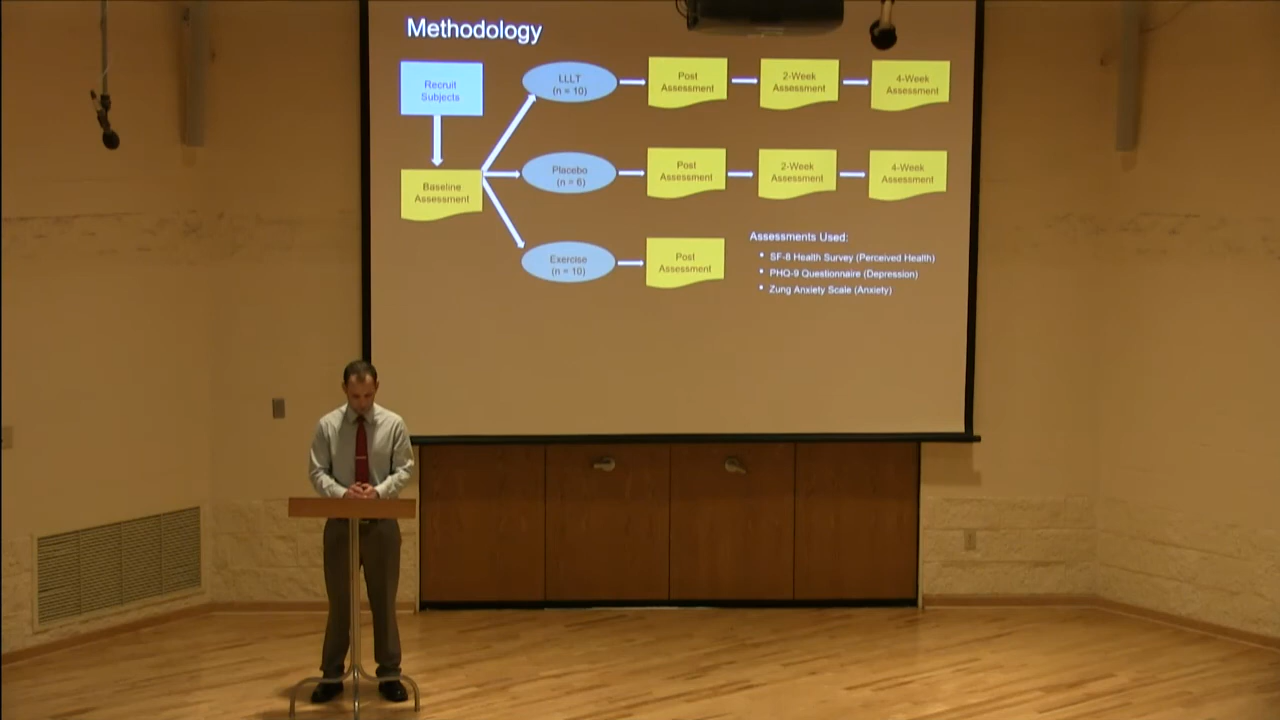 Methodology
Recruit
Subjects
LLLT
(n = 10)
Post
Assessment
2-Week
Assessment
4-Week
Assessment
Baseline
Assessment
Placebo
(n = 6)
Post
Assessment
2-Week
Assessment
4-Week
Assessment
Exercise
(n = 10)
Post
Assessment
Assessments Used:
• SF-8 Health Survey (Perceived Health)
• PHQ-9 Questionnaire (Depression)
• Zung Anxiety Scale (Anxiety)